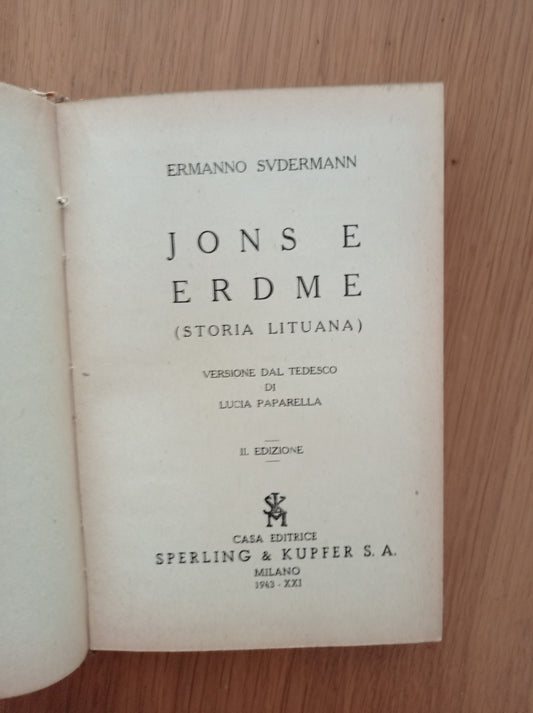 ERMANNO SVDERMANN
JONS E
ERDME
(STORIA LITUANA)
VERSIONE DAL TEDESCO
DI
LUCIA PAPARELLA
II. EDIZIONE
CASA EDITRICE
SPERLING & KUPFER S. A.
MILANO
1943 - XXI